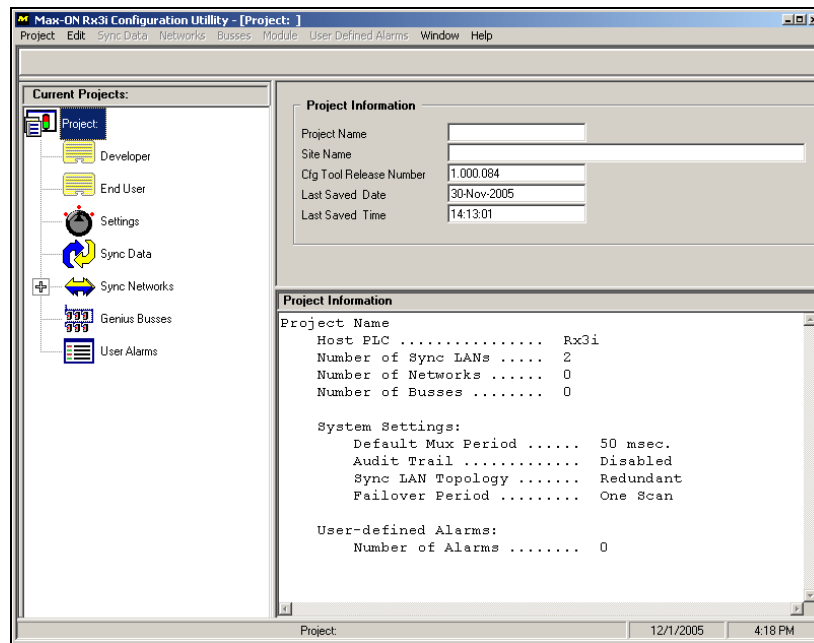 Max-ON Rx3i Configuration Utillity - [Project: ]
Project Edit Sync Data Networks Busses Module User Defined Alarms Window Help
Current Projects:
Project:
Developer
End User
Settings
Sync Data
Sync Networks
Genius Busses
User Alarms
Project Information
Project Name
Site Name
Cfg Tool Release Number 1.000.084
Last Saved Date 30-Nov-2005
Last Saved Time 14:13:01
Project Information
Project Name
Host PLC ................ Rx3i
Number of Sync LANs ..... 2
Number of Networks ...... 0
Number of Busses ........ 0
System Settings:
Default Mux Period ...... 50 msec.
Audit Trail ............. Disabled
Sync LAN Topology ....... Redundant
Failover Period ......... One Scan
User-defined Alarms:
Number of Alarms ........ 0
Project: 12/1/2005 4:18 PM